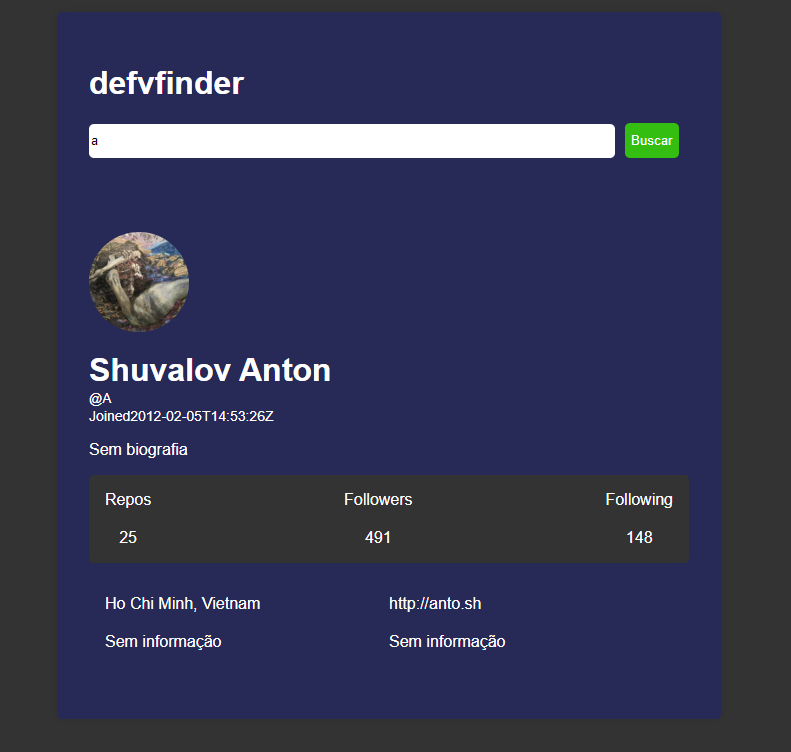 defvfinder
a
Buscar
Shuvalov Anton
@A
Joined2012-02-05T14:53:26Z
Sem biografia
Repos Followers Following
25 491 148
Ho Chi Minh, Vietnam http://anto.sh
Sem informação Sem informação